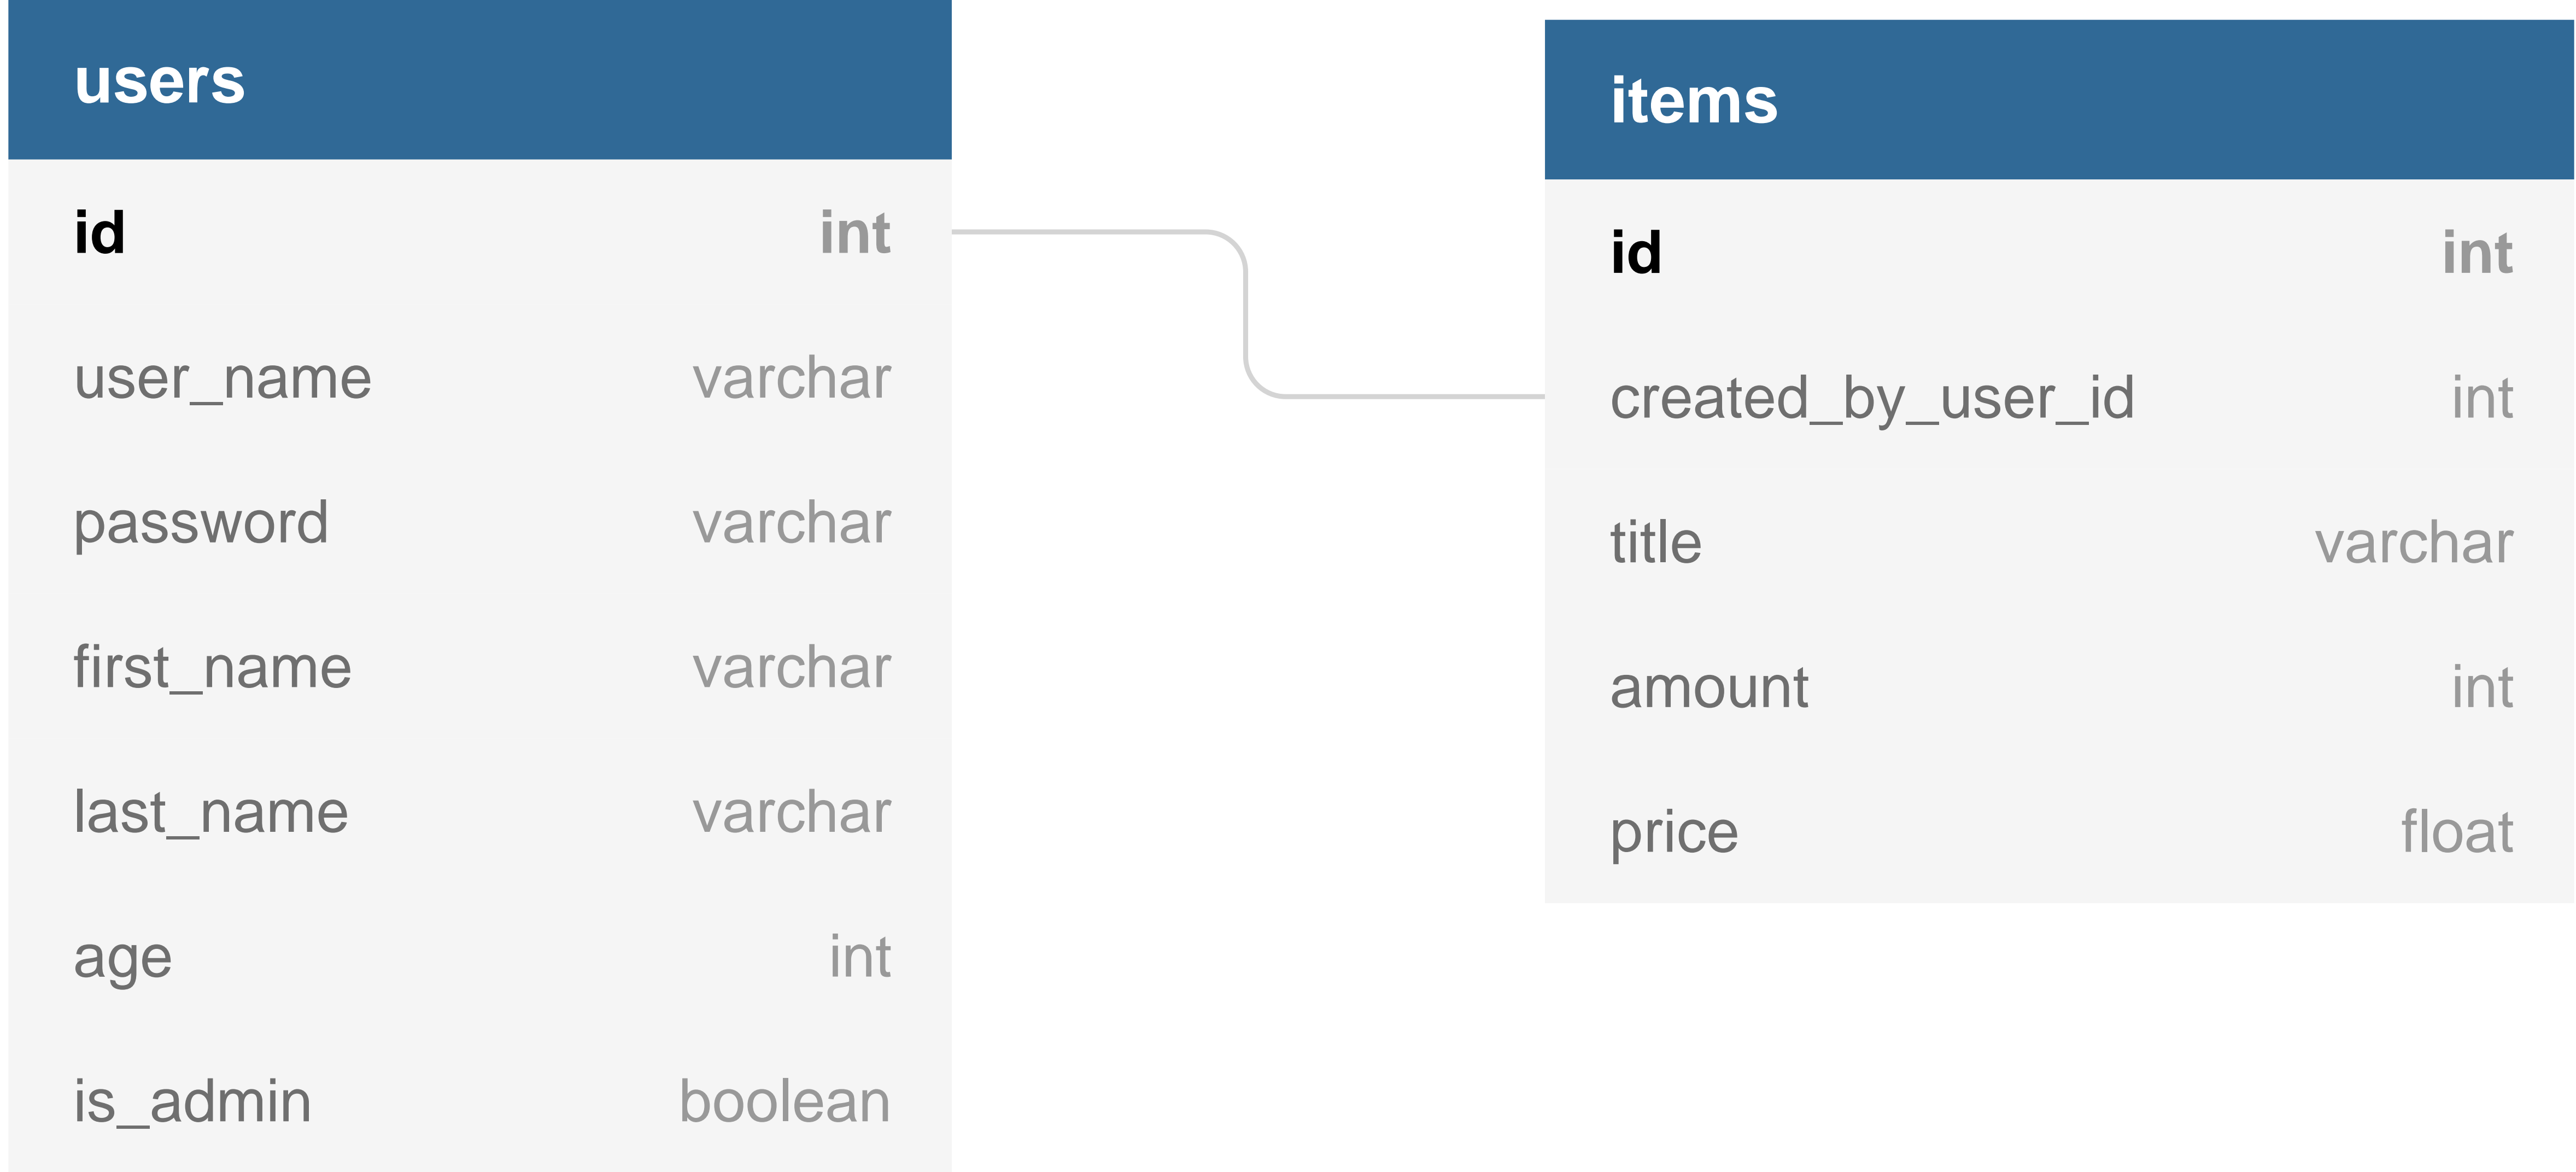 users
id int
user_name varchar
password varchar
first_name varchar
last_name varchar
age int
is_admin boolean
items
id int
created_by_user_id int
title varchar
amount int
price float